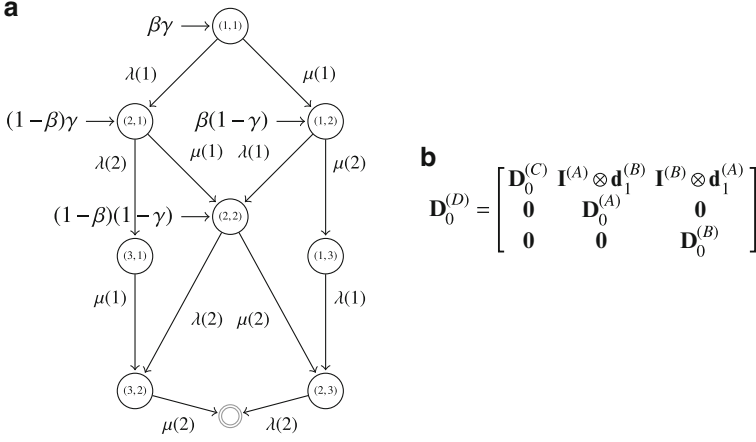 a
βγ (1, 1)
λ(1) μ(1)
(1 − β)γ (2, 1) β(1 − γ) (1, 2)
λ(2) μ(1) λ(1) μ(2)
(1 − β)(1 − γ) (2, 2)
(3, 1) (1, 3)
μ(1) λ(2) μ(2) λ(1)
(3, 2) (2, 3)
μ(2) λ(2)
b
D₀^(D) = [ D₀^(C) I^(A) ⊗ d₁^(B) I^(B) ⊗ d₁^(A)
0 D₀^(A) 0
0 0 D₀^(B) ]